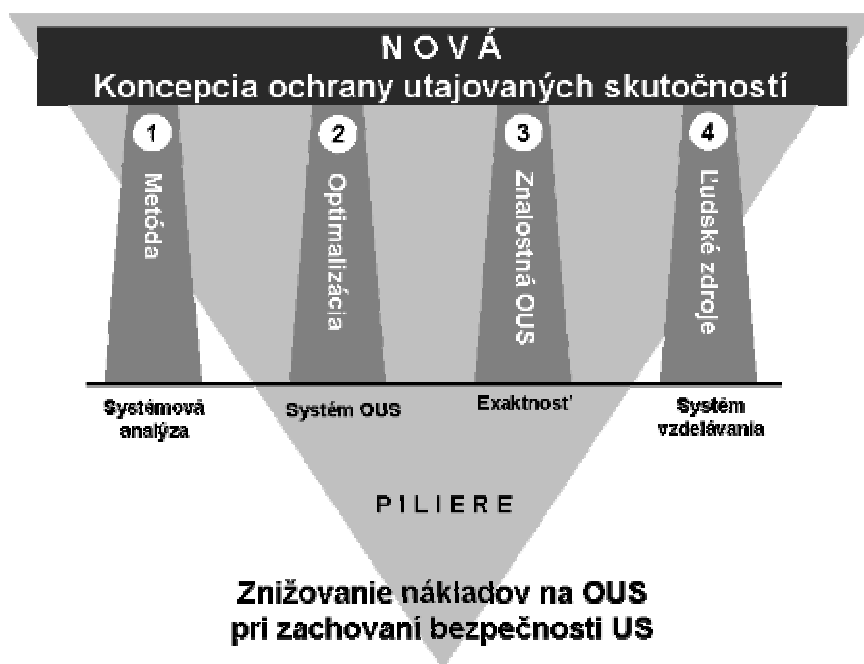 N O V Á
Koncepcia ochrany utajovaných skutočností
1
Metóda
2
Optimalizácia
3
Znalostná OUS
4
Ľudské zdroje
Systémová
analýza
Systém OUS
Exaktnosť
Systém
vzdelávania
P I L I E R E
Znižovanie nákladov na OUS
pri zachovaní bezpečnosti US